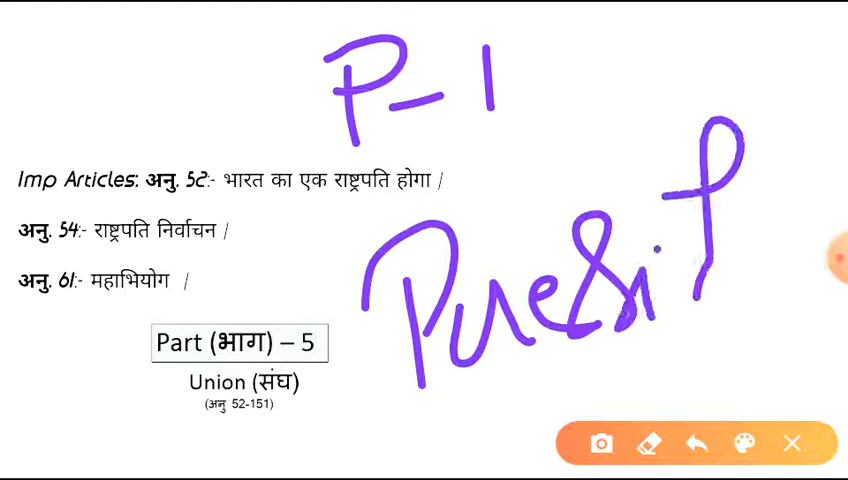 P-1
Imp Articles: अनु. 52:- भारत का एक राष्ट्रपति होगा |
अनु. 54:- राष्ट्रपति निर्वाचन |
अनु. 61:- महाभियोग |
Part (भाग) – 5
Union (संघ)
(अनु 52-151)